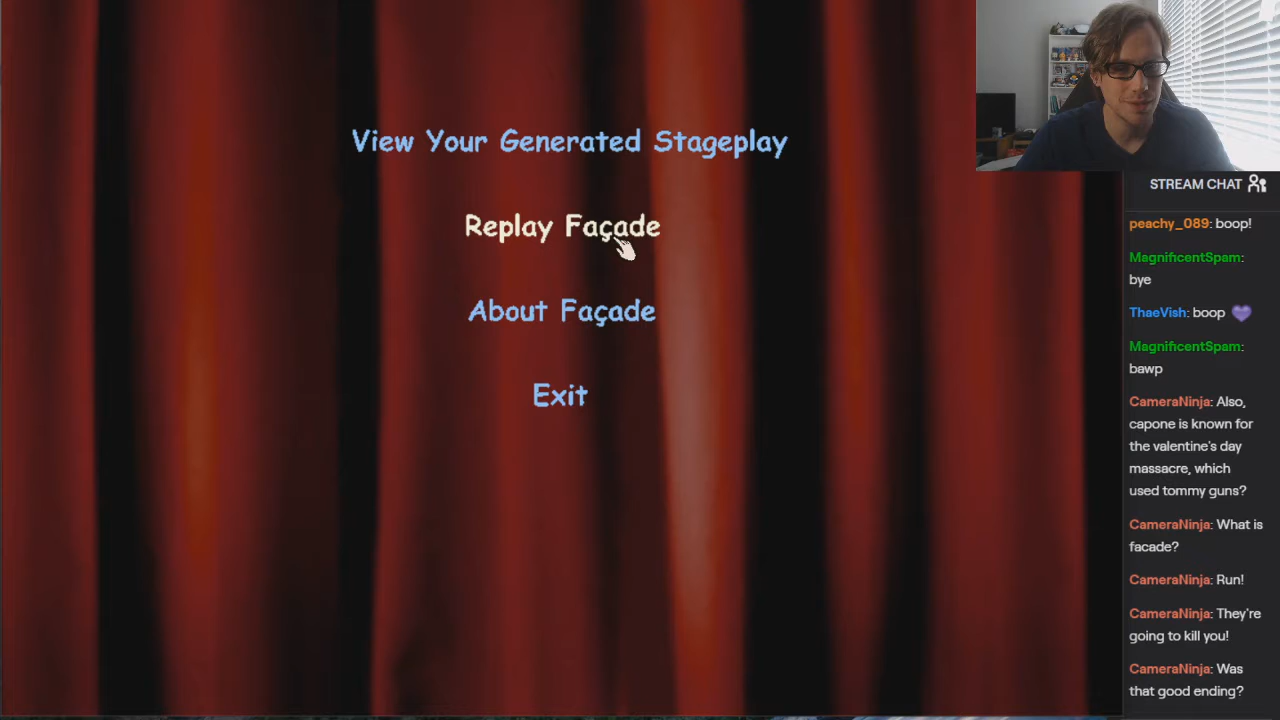 View Your Generated Stageplay
Replay Façade
About Façade
Exit
STREAM CHAT
peachy_089: boop!
MagnificentSpam:
bye
ThaeVish: boop
MagnificentSpam:
bawp
CameraNinja: Also,
capone is known for
the valentine's day
massacre, which
used tommy guns?
CameraNinja: What is
facade?
CameraNinja: Run!
CameraNinja: They're
going to kill you!
CameraNinja: Was
that good ending?